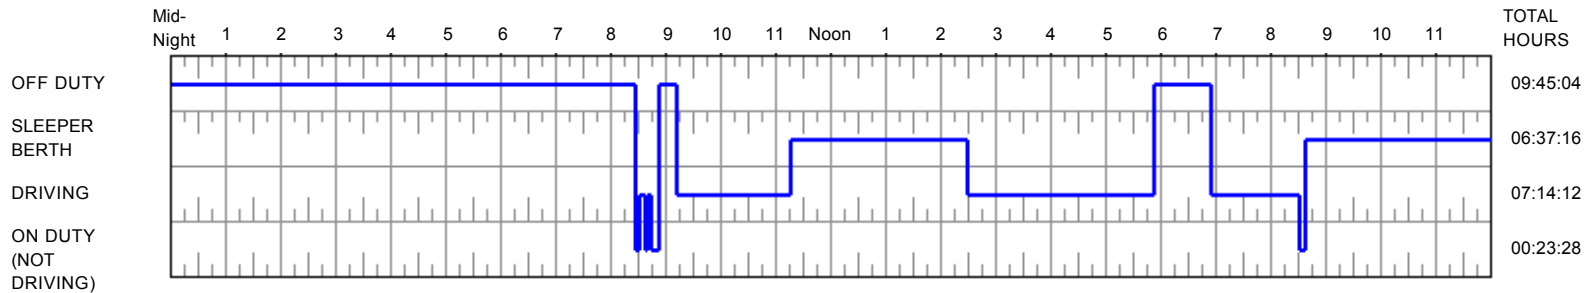 Mid-
Night 1 2 3 4 5 6 7 8 9 10 11 Noon 1 2 3 4 5 6 7 8 9 10 11
TOTAL
HOURS
OFF DUTY 09:45:04
SLEEPER
BERTH
06:37:16
DRIVING 07:14:12
ON DUTY
(NOT
DRIVING)
00:23:28